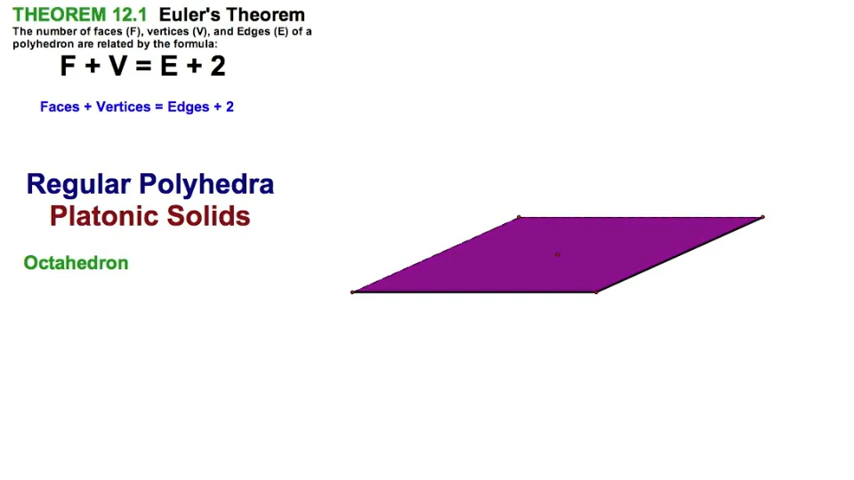 THEOREM 12.1 Euler's Theorem
The number of faces (F), vertices (V), and Edges (E) of a
polyhedron are related by the formula:
F + V = E + 2
Faces + Vertices = Edges + 2
Regular Polyhedra
Platonic Solids
Octahedron